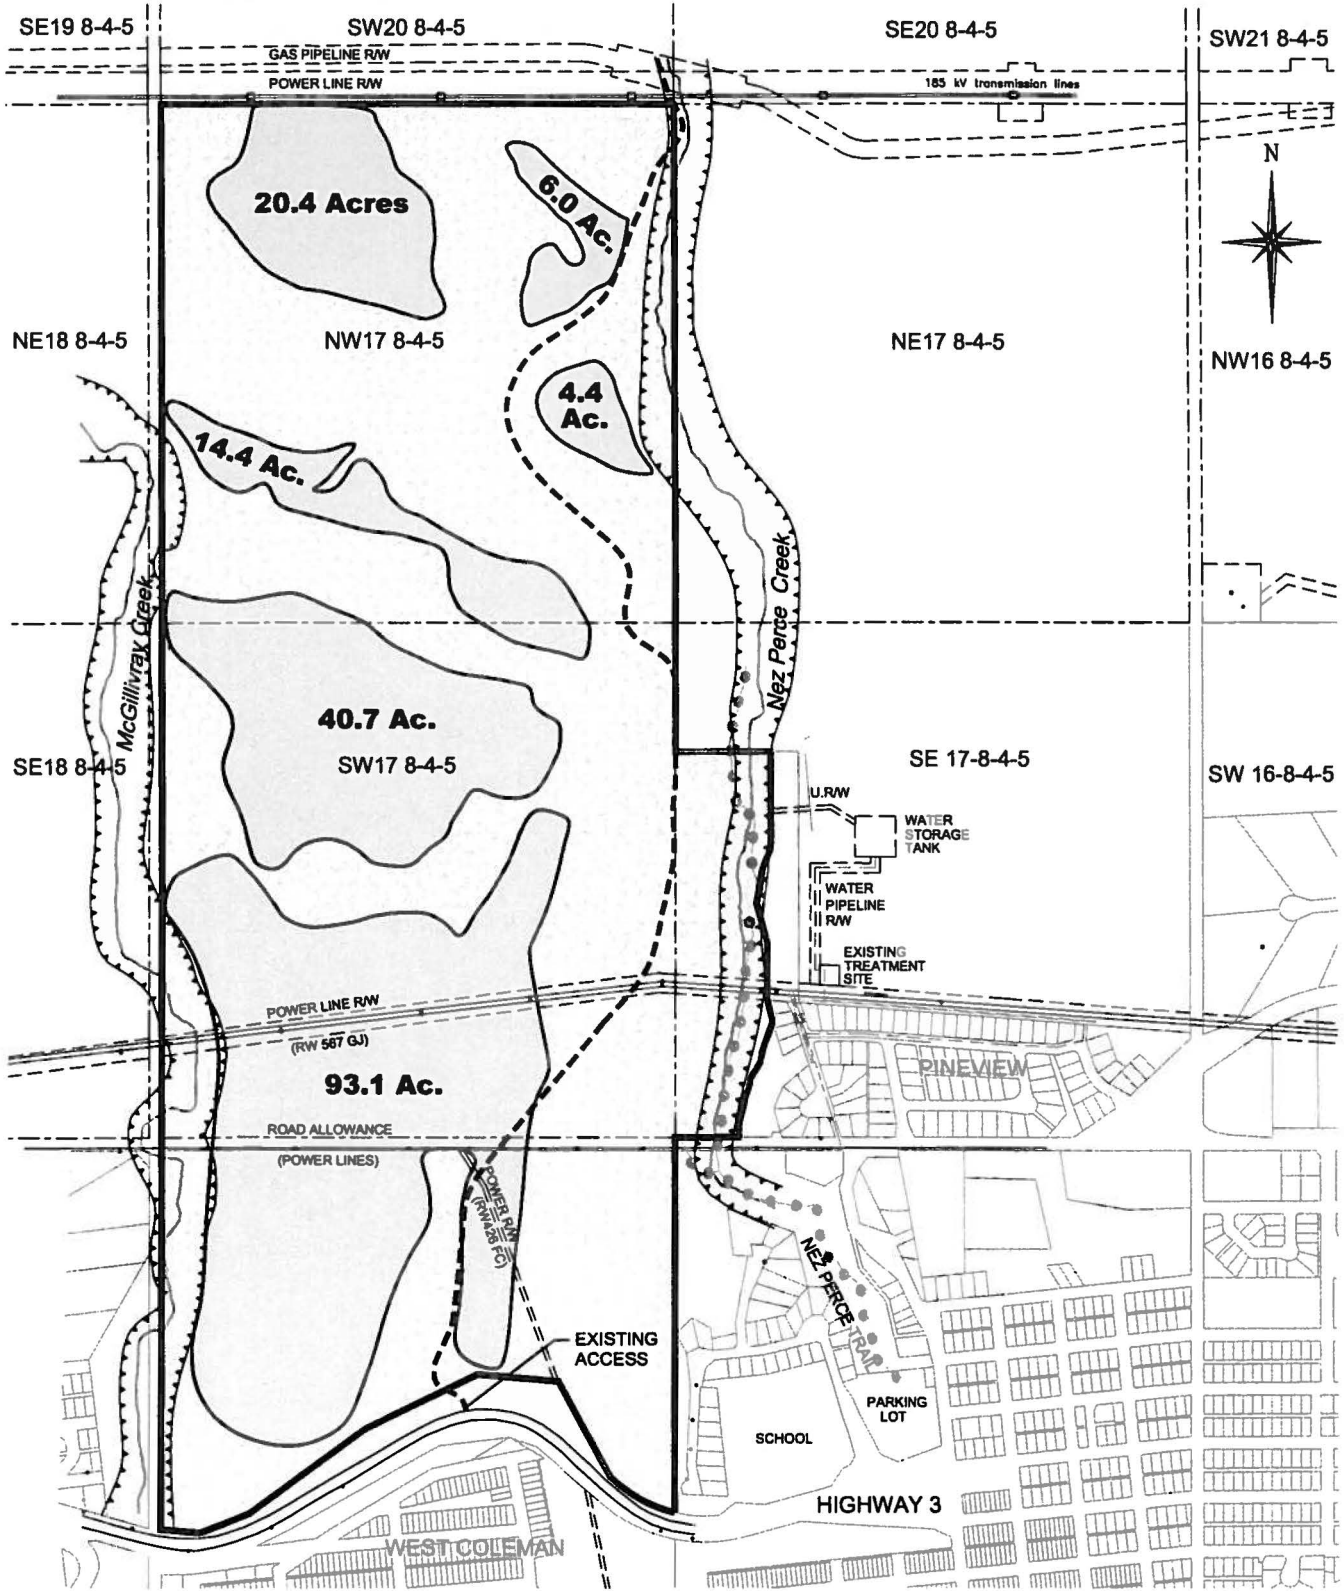 SE19 8-4-5
SW20 8-4-5
SE20 8-4-5
SW21 8-4-5
GAS PIPELINE R/W
POWER LINE R/W
185 kV transmission lines
N
20.4 Acres
6.0 Ac.
NE18 8-4-5
NW17 8-4-5
NE17 8-4-5
NW16 8-4-5
4.4
Ac.
14.4 Ac.
McGillivray Creek
Nez Perce Creek
40.7 Ac.
SE18 8-4-5
SW17 8-4-5
SE 17-8-4-5
SW 16-8-4-5
U.R/W
WATER
STORAGE
TANK
WATER
PIPELINE
R/W
EXISTING
TREATMENT
SITE
POWER LINE R/W
(RW 567 GJ)
93.1 Ac.
PINEVIEW
ROAD ALLOWANCE
(POWER LINES)
POWER R/W
(RW426 FC)
NEZ PERCE TRAIL
EXISTING
ACCESS
PARKING
LOT
SCHOOL
HIGHWAY 3
WEST COLEMAN